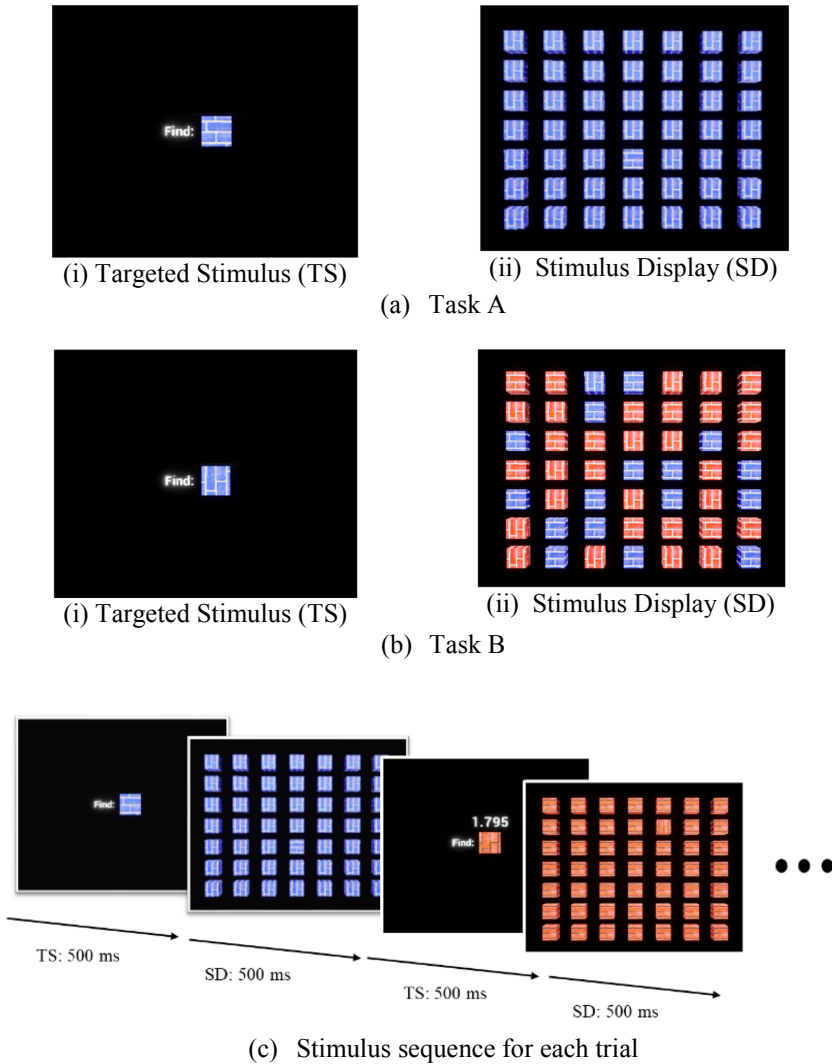 Find:
(i) Targeted Stimulus (TS)
(ii) Stimulus Display (SD)
(a) Task A
Find:
(i) Targeted Stimulus (TS)
(ii) Stimulus Display (SD)
(b) Task B
Find:
1.795
Find:
TS: 500 ms
SD: 500 ms
TS: 500 ms
SD: 500 ms
(c) Stimulus sequence for each trial